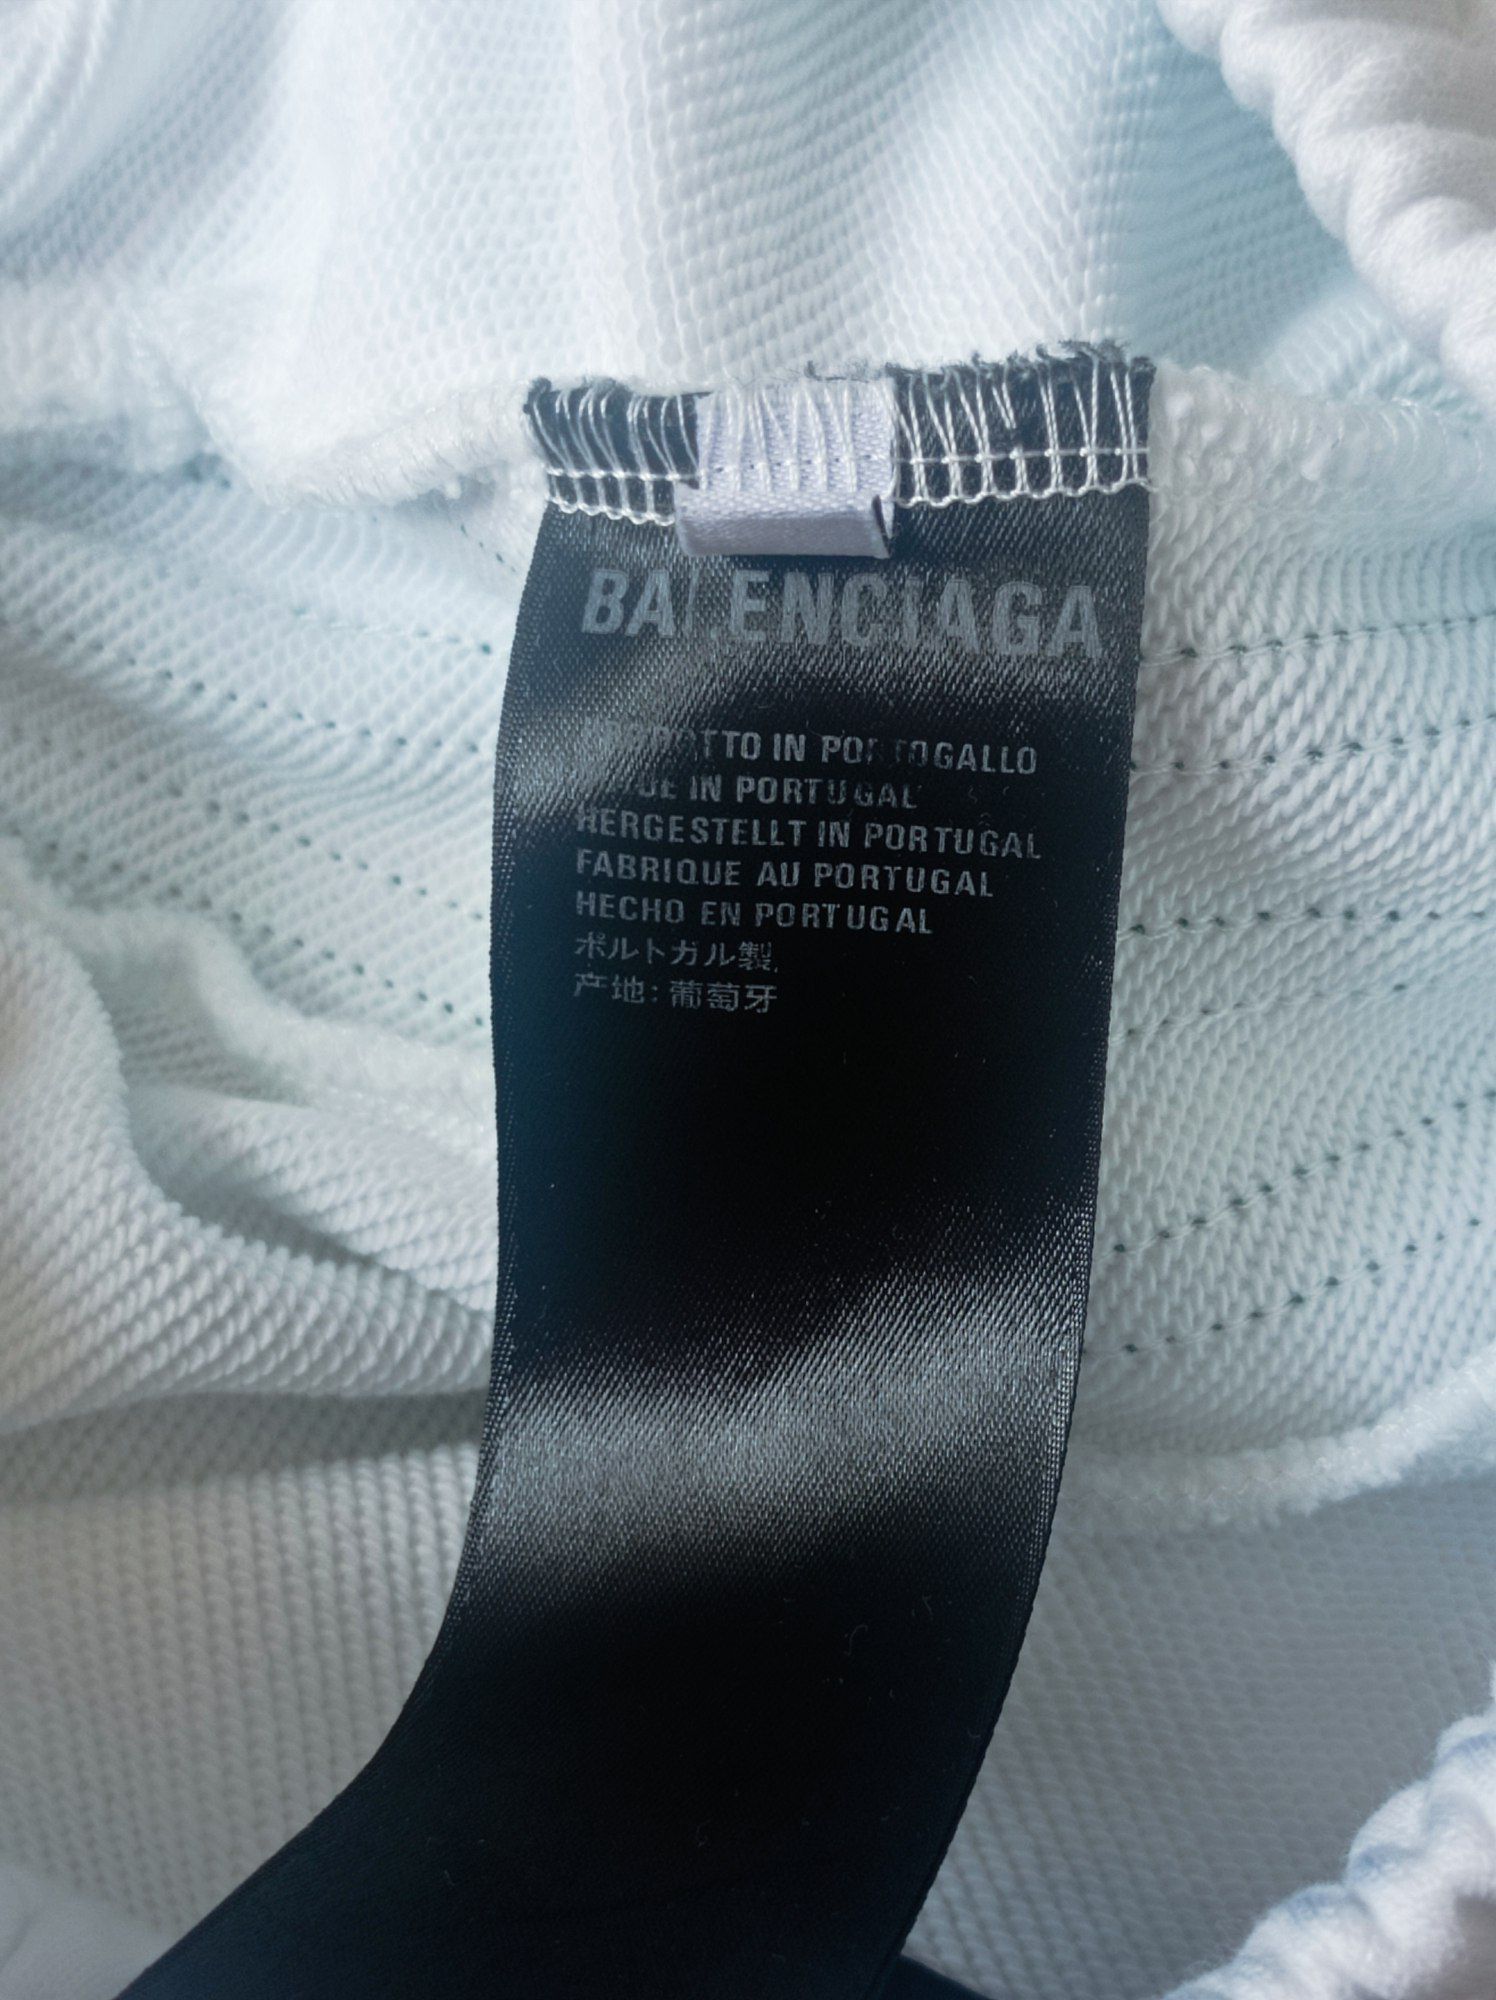 BALENCIAGA
IN PORTOGALLO
IN PORTUGAL
HERGESTELLT IN PORTUGAL
FABRIQUE AU PORTUGAL
HECHO EN PORTUGAL
ポルトガル製
产地：葡萄牙